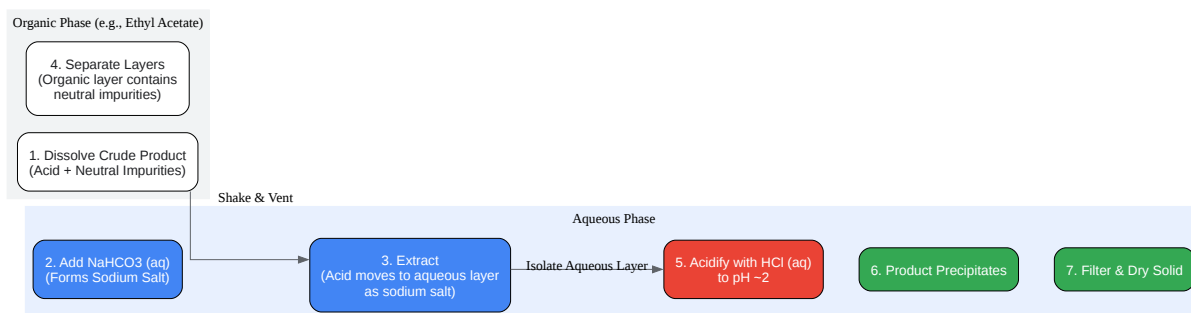 Organic Phase (e.g., Ethyl Acetate)
4. Separate Layers
(Organic layer contains
neutral impurities)
1. Dissolve Crude Product
(Acid + Neutral Impurities)
Shake & Vent
Aqueous Phase
2. Add NaHCO3 (aq)
(Forms Sodium Salt)
3. Extract
(Acid moves to aqueous layer
as sodium salt)
Isolate Aqueous Layer
5. Acidify with HCl (aq)
to pH ~2
6. Product Precipitates
7. Filter & Dry Solid